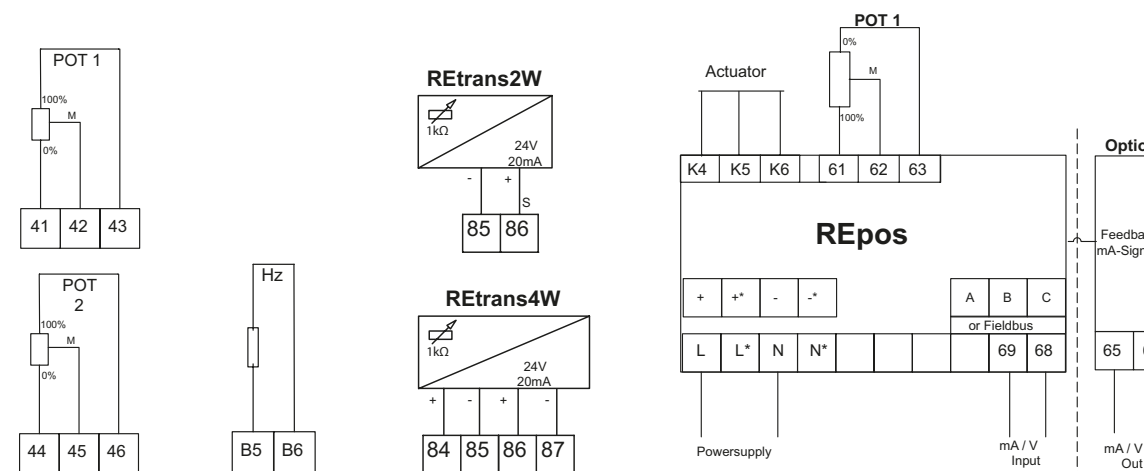 POT 1
100%
M
0%
41 42 43
POT
2
100%
M
0%
44 45 46
Hz
B5 B6
REtrans2W
1kΩ
24V
20mA
- +
S
85 86
REtrans4W
1kΩ
24V
20mA
+ - + -
84 85 86 87
POT 1
0%
M
100%
Actuator
K4 K5 K6 61 62 63
REpos
+ +* - -*
A B C
or Fieldbus
L L* N N* 69 68
Powersupply
mA / V
Input
65
mA / V